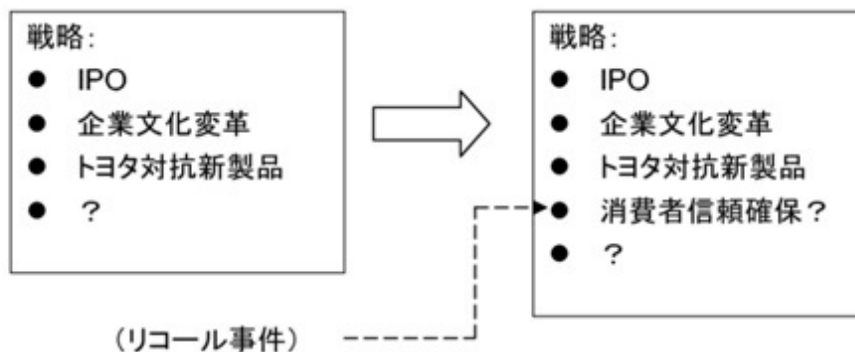 戦略:
● IPO
● 企業文化変革
● トヨタ対抗新製品
● ?
戦略:
● IPO
● 企業文化変革
● トヨタ対抗新製品
● 消費者信頼確保?
● ?
(リコール事件)